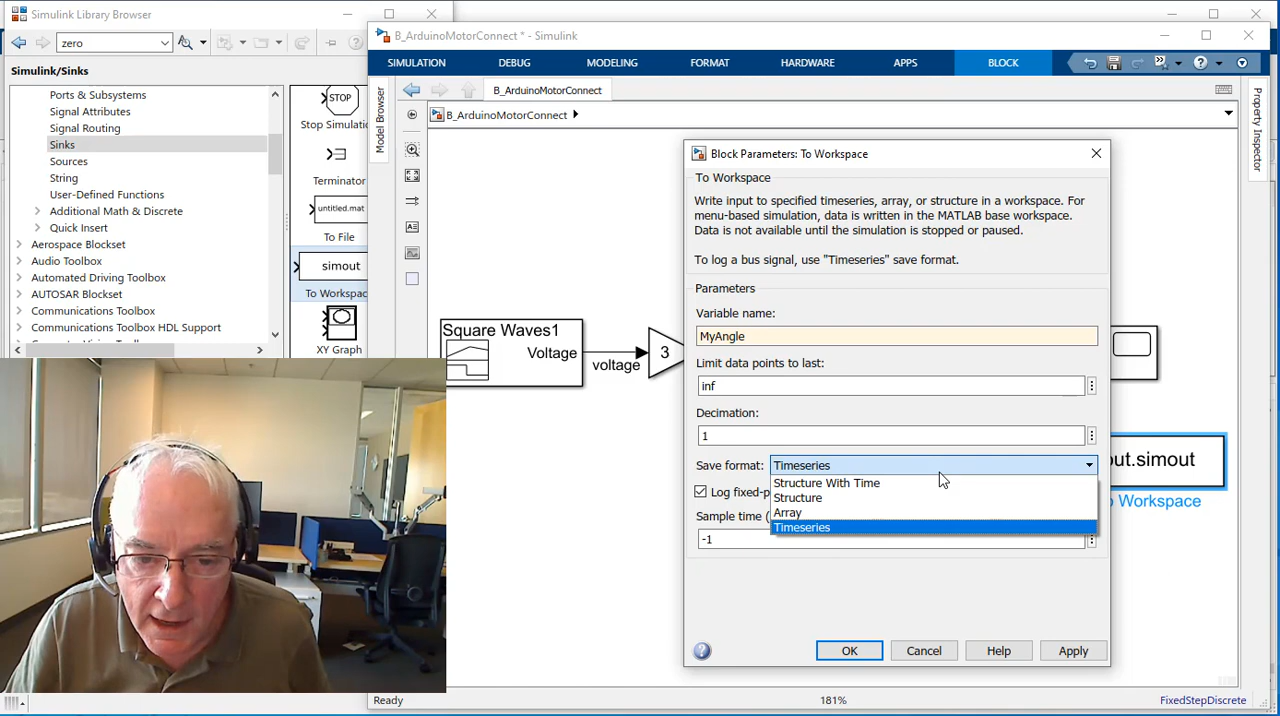 Simulink Library Browser
zero
Simulink/Sinks
Ports & Subsystems
Signal Attributes
Signal Routing
Sinks
Sources
String
User-Defined Functions
Additional Math & Discrete
Quick Insert
Aerospace Blockset
Audio Toolbox
Automated Driving Toolbox
AUTOSAR Blockset
Communications Toolbox
Communications Toolbox HDL Support
STOP
Stop Simulati
Terminator
untitled.mat
To File
simout
To Workspac
XY Graph
B_ArduinoMotorConnect * - Simulink
SIMULATION
DEBUG
MODELING
FORMAT
HARDWARE
APPS
BLOCK
Model Browser
B_ArduinoMotorConnect
B_ArduinoMotorConnect
Property Inspector
Square Waves1
Voltage
voltage
3
out.simout
o Workspace
Block Parameters: To Workspace
To Workspace
Write input to specified timeseries, array, or structure in a workspace. For
menu-based simulation, data is written in the MATLAB base workspace.
Data is not available until the simulation is stopped or paused.
To log a bus signal, use "Timeseries" save format.
Parameters
Variable name:
MyAngle
Limit data points to last:
inf
Decimation:
1
Save format: Timeseries
Structure With Time
Structure
Array
Timeseries
Log fixed-p
Sample time (
-1
OK
Cancel
Help
Apply
Ready
181%
FixedStepDiscrete